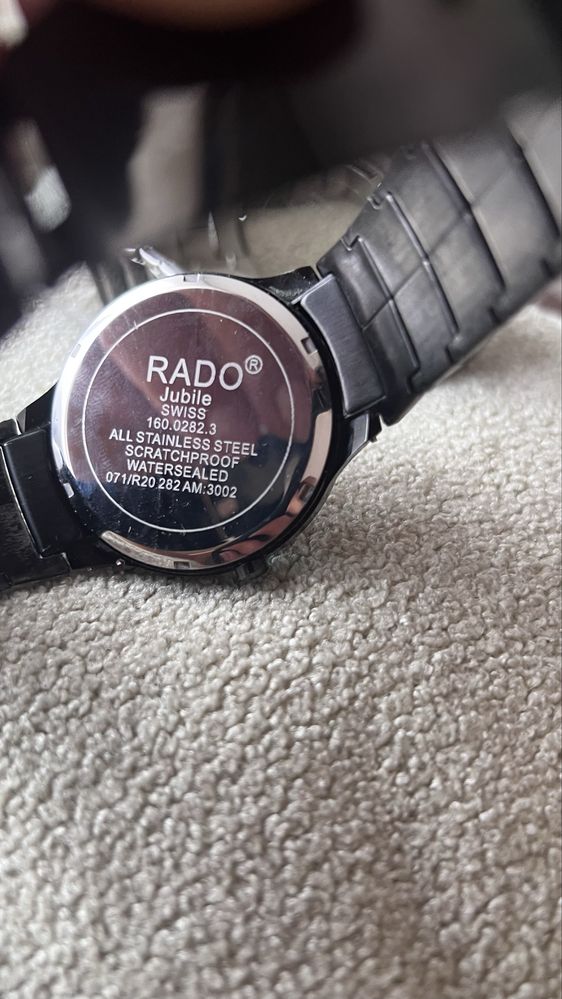 RADO®
Jubile
SWISS
160.0282.3
ALL STAINLESS STEEL
SCRATCHPROOF
WATERSEALED
071/R20 282 AM:3002